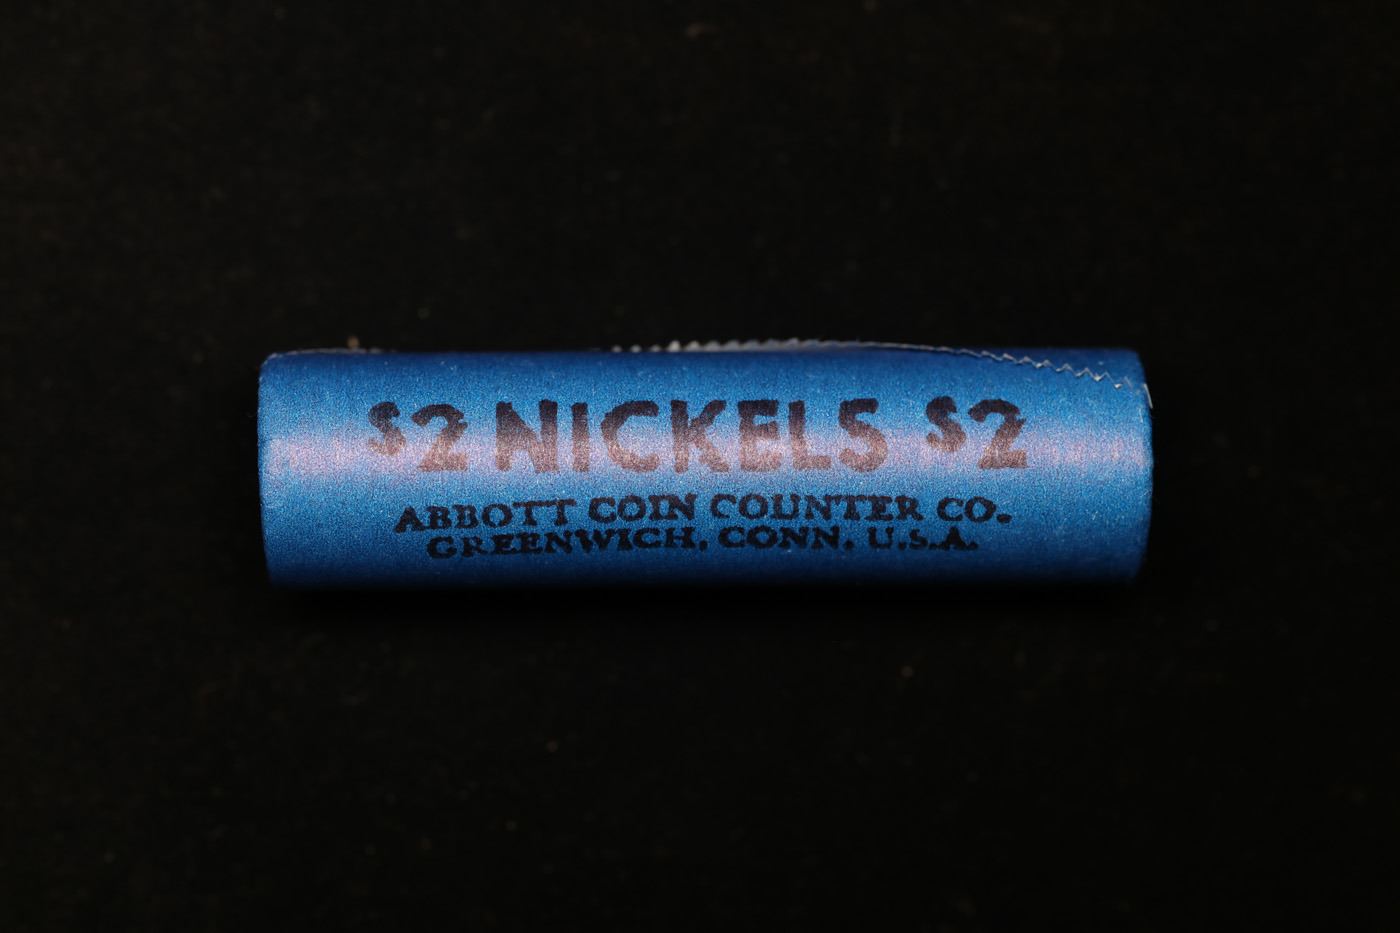 $2 NICKELS $2
ABBOTT COIN COUNTER CO.
GREENWICH, CONN. U.S.A.